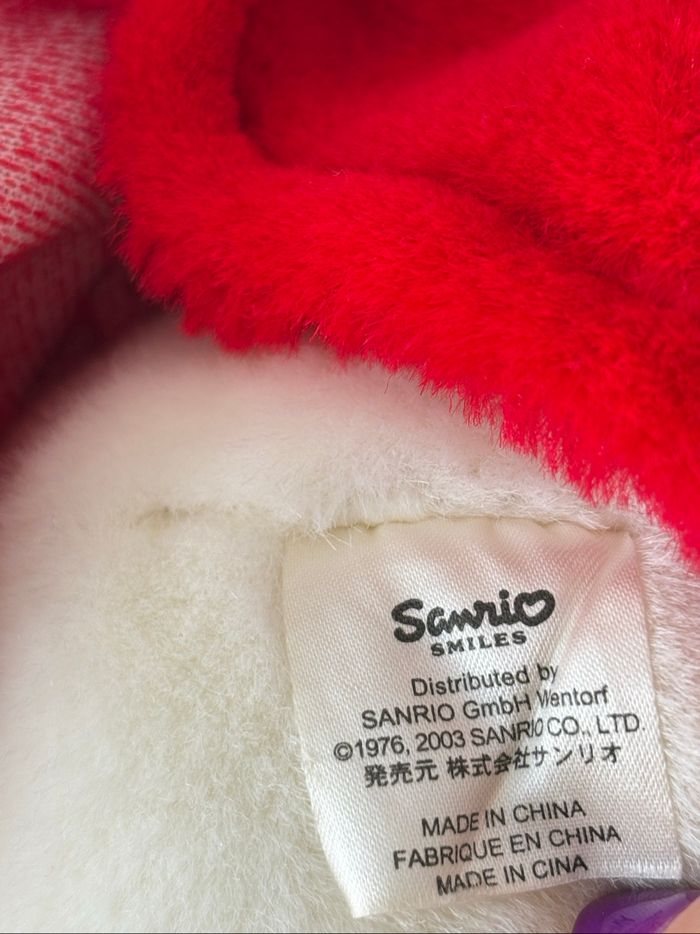 Sanrio
SMILES
Distributed by
SANRIO GmbH Wentorf
©1976, 2003 SANRIO CO., LTD.
発売元 株式会社サンリオ
MADE IN CHINA
FABRIQUE EN CHINA
MADE IN CINA